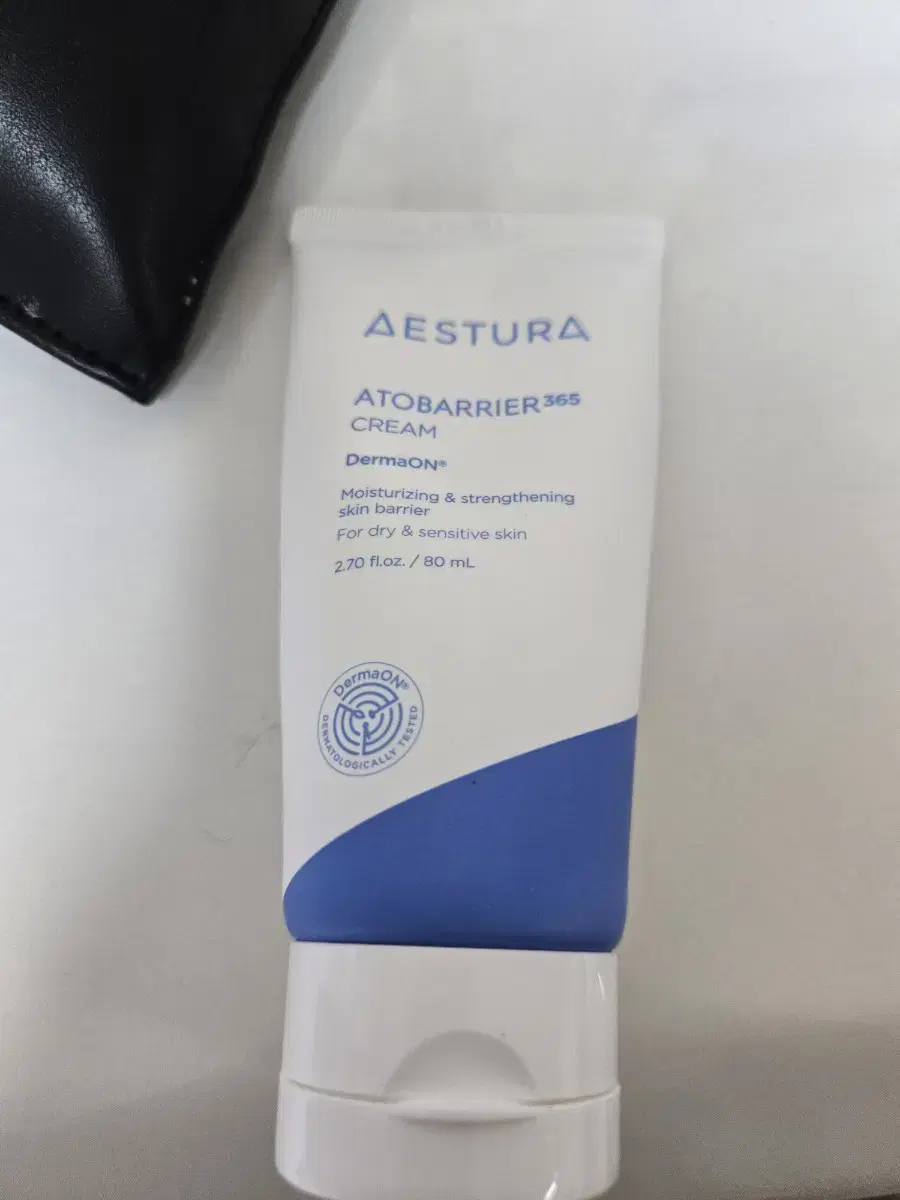 AESTURA
ATOBARRIER³⁶⁵
CREAM
DermaON®
Moisturizing & strengthening
skin barrier
For dry & sensitive skin
2.70 fl.oz. / 80 mL
DermaON®
DERMATOLOGICALLY TESTED